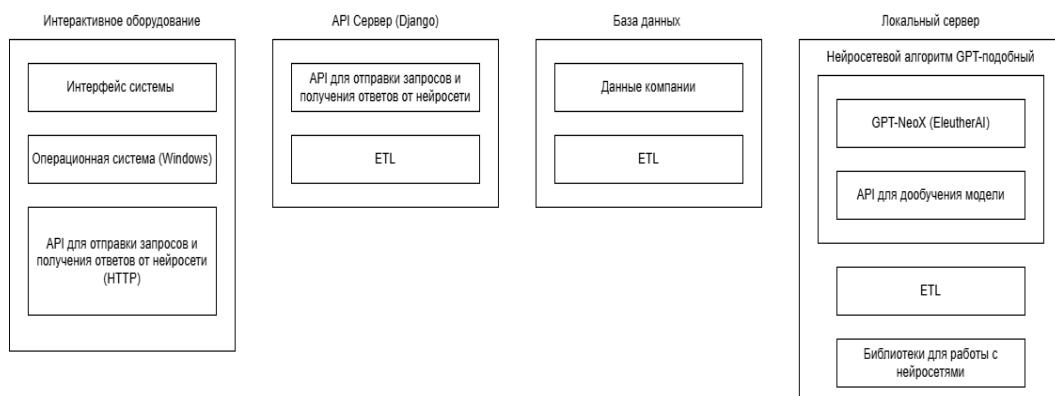 Интерактивное оборудование
Интерфейс системы
Операционная система (Windows)
API для отправки запросов и
получения ответов от нейросети
(HTTP)
API Сервер (Django)
API для отправки запросов и
получения ответов от нейросети
ETL
База данных
Данные компании
ETL
Локальный сервер
Нейросетевой алгоритм GPT-подобный
GPT-NeoX (EleutherAI)
API для дообучения модели
ETL
Библиотеки для работы с
нейросетями